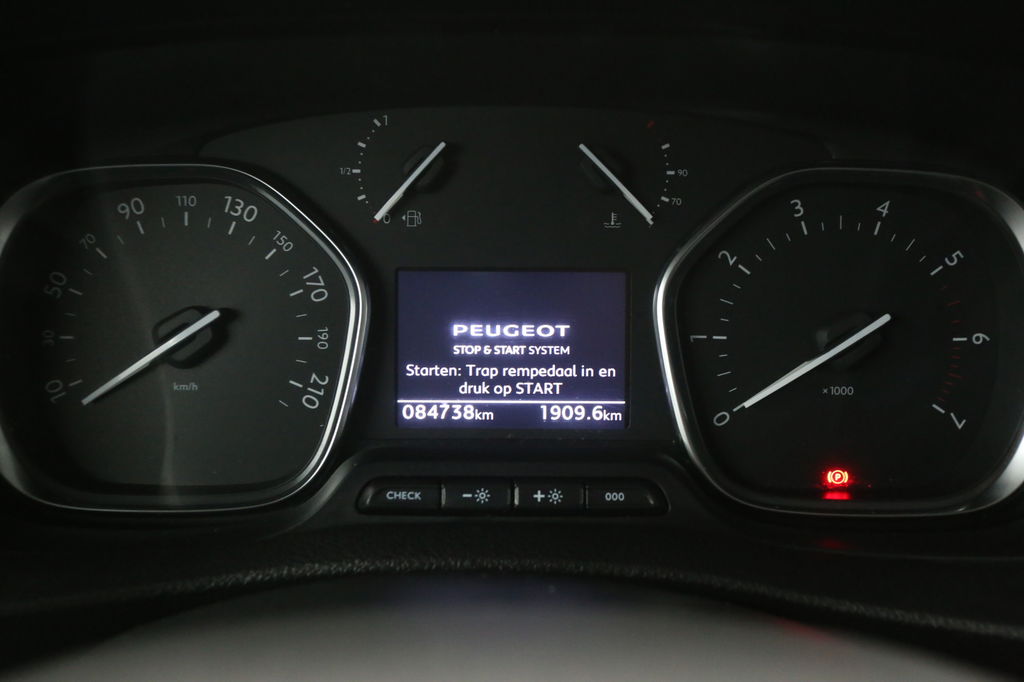 1
1/2
0
90
70
10
30
50
70
90
110
130
150
170
190
210
km/h
PEUGEOT
STOP & START SYSTEM
Starten: Trap rempedaal in en
druk op START
084738km
1909.6km
0
1
2
3
4
5
6
7
x1000
P
CHECK
-
+
000